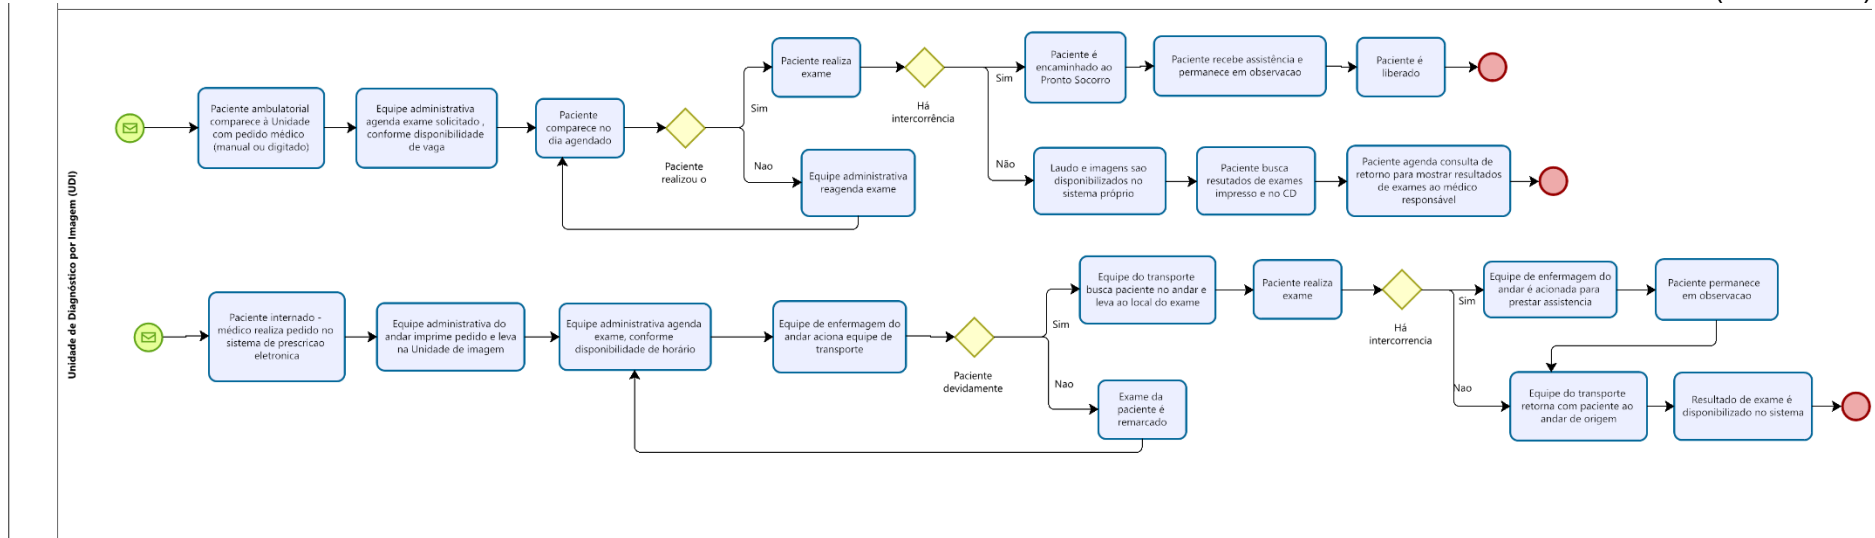 Unidade de Diagnóstico por Imagem (UDI)
Paciente ambulatorial
comparece à Unidade
com pedido médico
(manual ou digitado)
Equipe administrativa
agenda exame solicitado ,
conforme disponibilidade
de vaga
Paciente
comparece no
dia agendado
Paciente
realizou o
Sim
Nao
Paciente realiza
exame
Equipe administrativa
reagenda exame
Há
intercorrência
Sim
Não
Paciente é
encaminhado ao
Pronto Socorro
Paciente recebe assistência e
permanece em observacao
Paciente é
liberado
Laudo e imagens sao
disponibilizados no
sistema próprio
Paciente busca
resutados de exames
impresso e no CD
Paciente agenda consulta de
retorno para mostrar resultados
de exames ao médico
responsável
Paciente internado -
médico realiza pedido no
sistema de prescricao
eletronica
Equipe administrativa do
andar imprime pedido e leva
na Unidade de imagem
Equipe administrativa agenda
exame, conforme
disponibilidade de horário
Equipe de enfermagem do
andar aciona equipe de
transporte
Paciente
devidamente
Sim
Nao
Equipe do transporte
busca paciente no andar e
leva ao local do exame
Exame da
paciente é
remarcado
Paciente realiza
exame
Há
intercorrencia
Sim
Nao
Equipe de enfermagem do
andar é acionada para
prestar assistencia
Paciente permanece
em observacao
Equipe do transporte
retorna com paciente ao
andar de origem
Resultado de exame é
disponibilizado no sistema